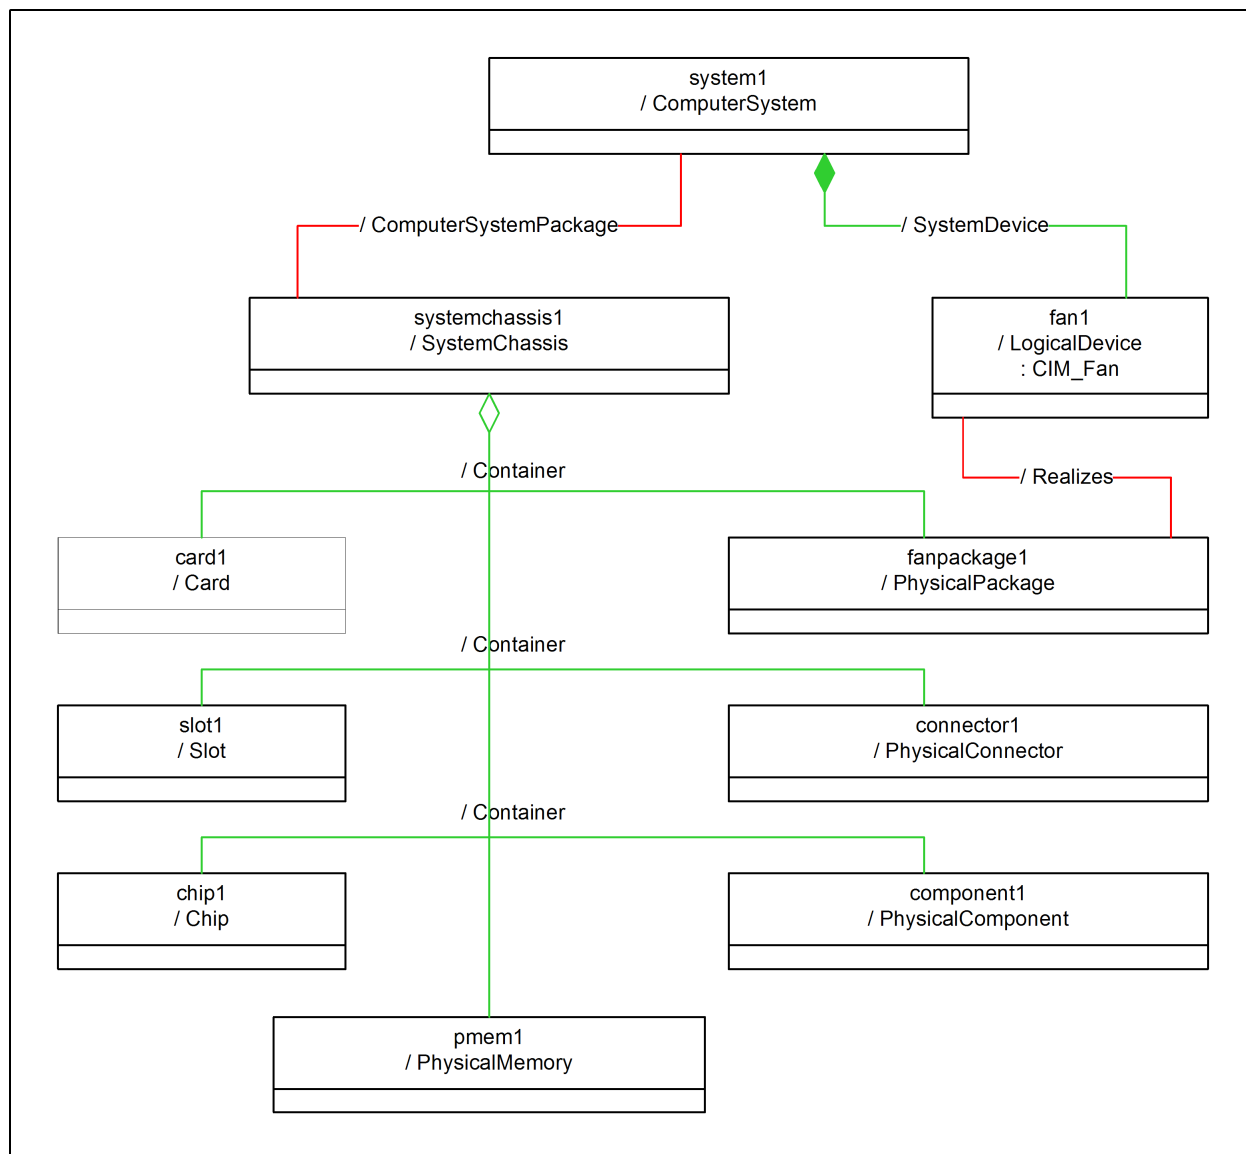 system1
/ ComputerSystem
/ ComputerSystemPackage
/ SystemDevice
systemchassis1
/ SystemChassis
fan1
/ LogicalDevice
: CIM_Fan
/ Container
/ Realizes
card1
/ Card
fanpackage1
/ PhysicalPackage
/ Container
slot1
/ Slot
connector1
/ PhysicalConnector
/ Container
chip1
/ Chip
component1
/ PhysicalComponent
pmem1
/ PhysicalMemory